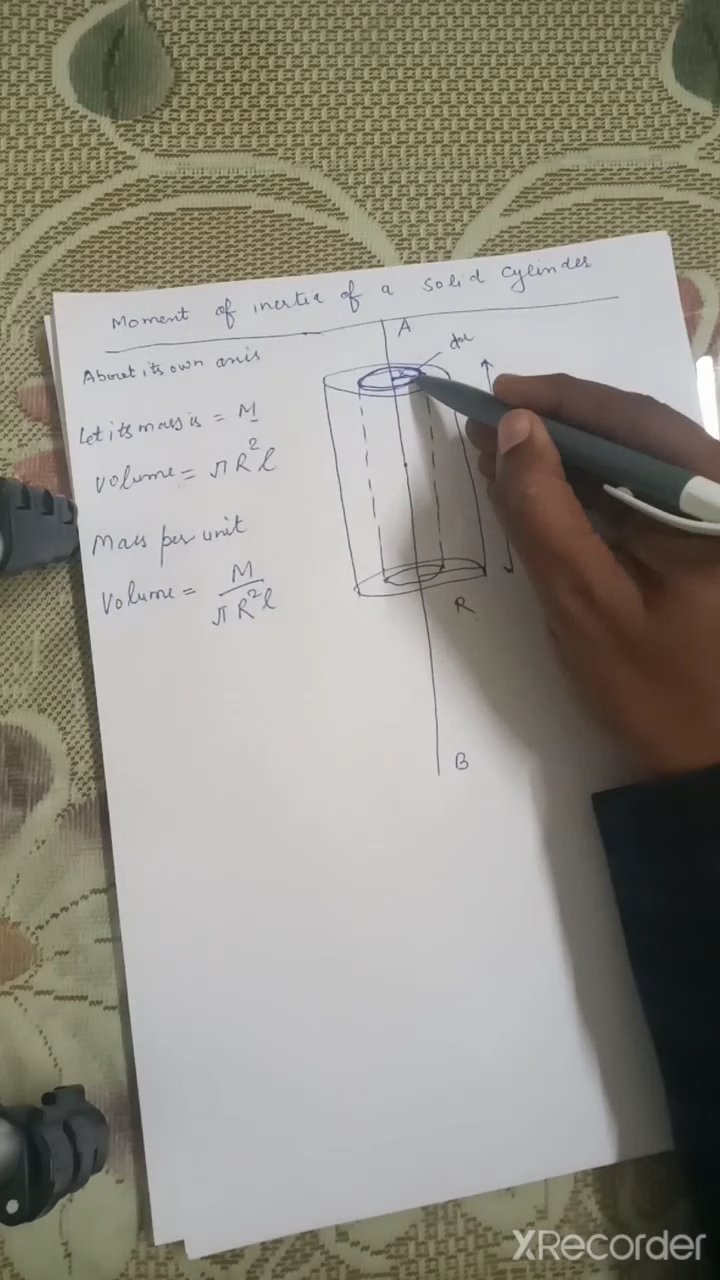 Moment of inertia of a solid cylinder
About its own axis
Let its mass is = M
Volume = πR²l
Mass per unit
Volume = M / πR²l
A
dx
x
R
B
XRecorder